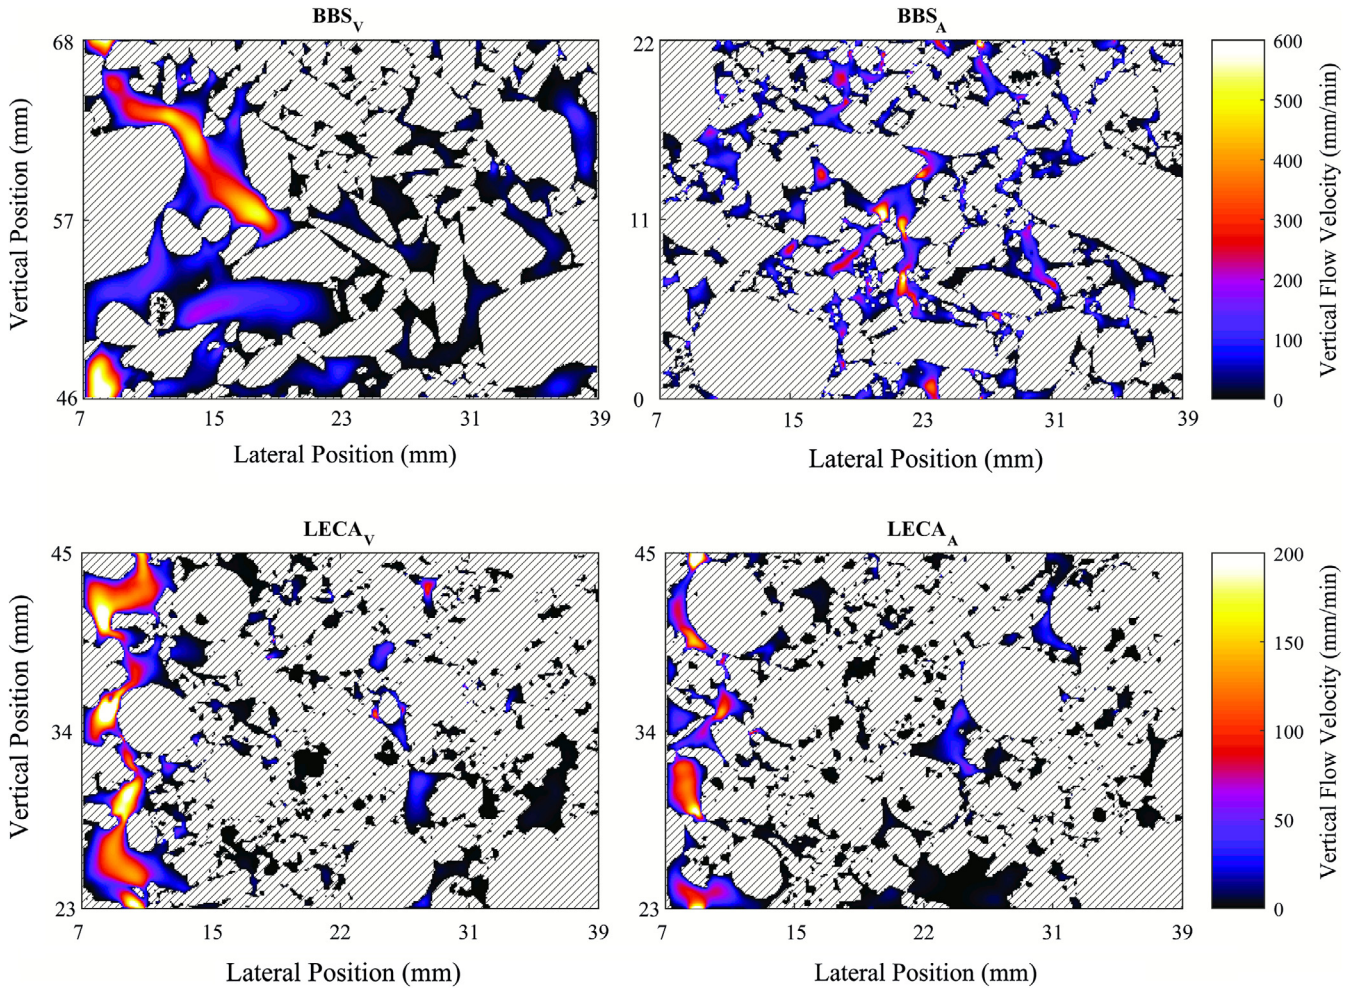 BBS_V
BBS_A
68
57
46
Vertical Position (mm)
7 15 23 31 39
Lateral Position (mm)
22
11
0
7 15 23 31 39
Lateral Position (mm)
600
500
400
300
200
100
0
Vertical Flow Velocity (mm/min)
LECA_V
LECA_A
45
34
23
Vertical Position (mm)
7 15 22 31 39
Lateral Position (mm)
45
34
23
7 15 22 31 39
Lateral Position (mm)
200
150
100
50
0
Vertical Flow Velocity (mm/min)